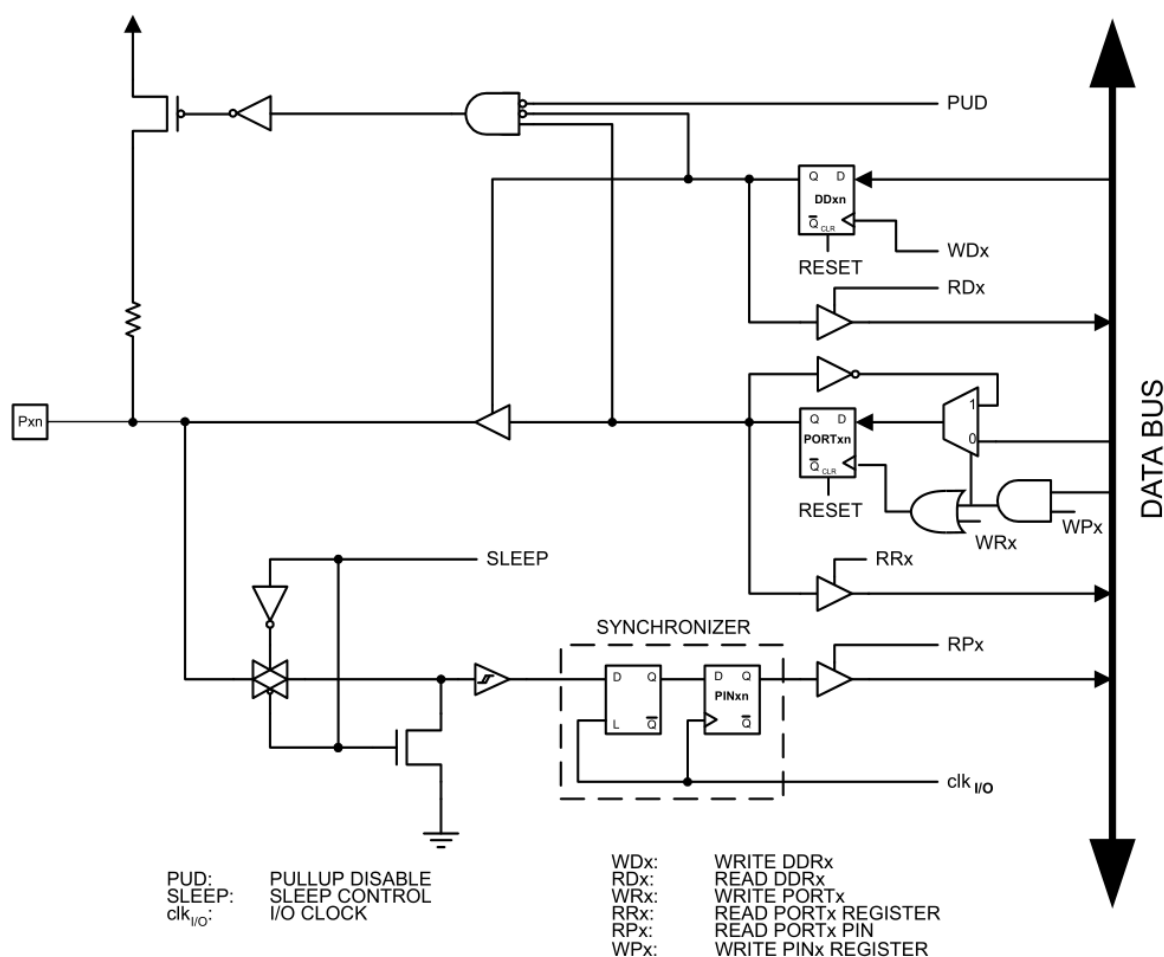 PUD
Q D
DDxn
Q CLR
WDx
RESET
RDx
Pxn
1
Q D
PORTxn
0
Q CLR
RESET
WRx
WPx
DATA BUS
SLEEP
RRx
SYNCHRONIZER
RPx
D Q
L Q
D Q
PINxn
Q
clk I/O
PUD: PULLUP DISABLE
SLEEP: SLEEP CONTROL
clkI/O: I/O CLOCK
WDx: WRITE DDRx
RDx: READ DDRx
WRx: WRITE PORTx
RRx: READ PORTx REGISTER
RPx: READ PORTx PIN
WPx: WRITE PINx REGISTER